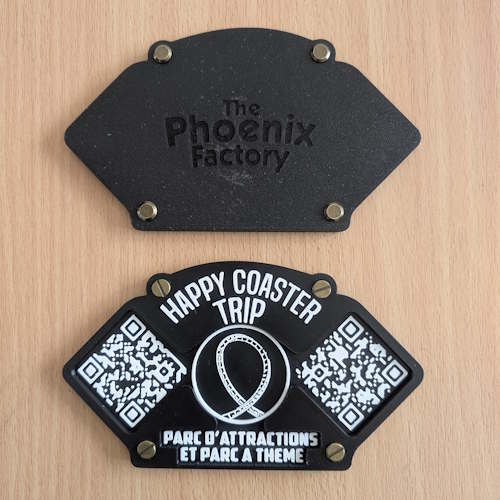 The
Phoenix
Factory
HAPPY COASTER
TRIP
PARC D'ATTRACTIONS
ET PARC A THEME